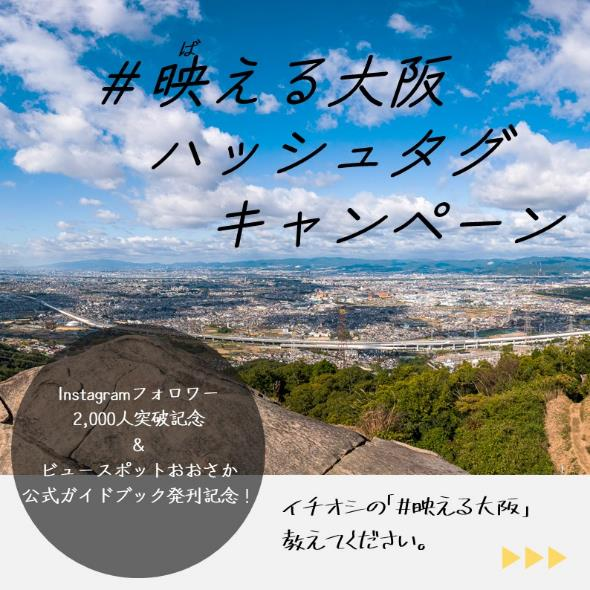 #映える大阪
ば
ハッシュタグ
キャンペーン
Instagramフォロワー
2,000人突破記念
&
ビュースポットおおさか
公式ガイドブック発刊記念！
イチオシの「#映える大阪」
教えてください。